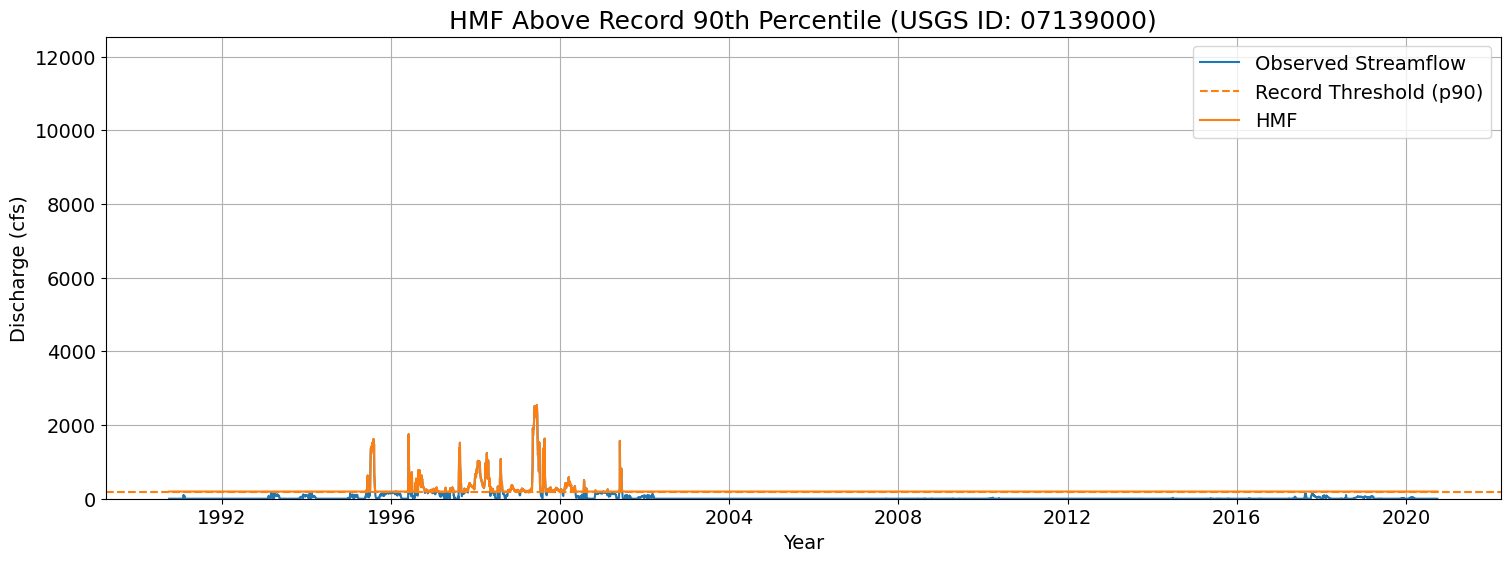 HMF Above Record 90th Percentile (USGS ID: 07139000)
12000
10000
8000
6000
4000
2000
0
Discharge (cfs)
Observed Streamflow
Record Threshold (p90)
HMF
1992
1996
2000
2004
2008
2012
2016
2020
Year